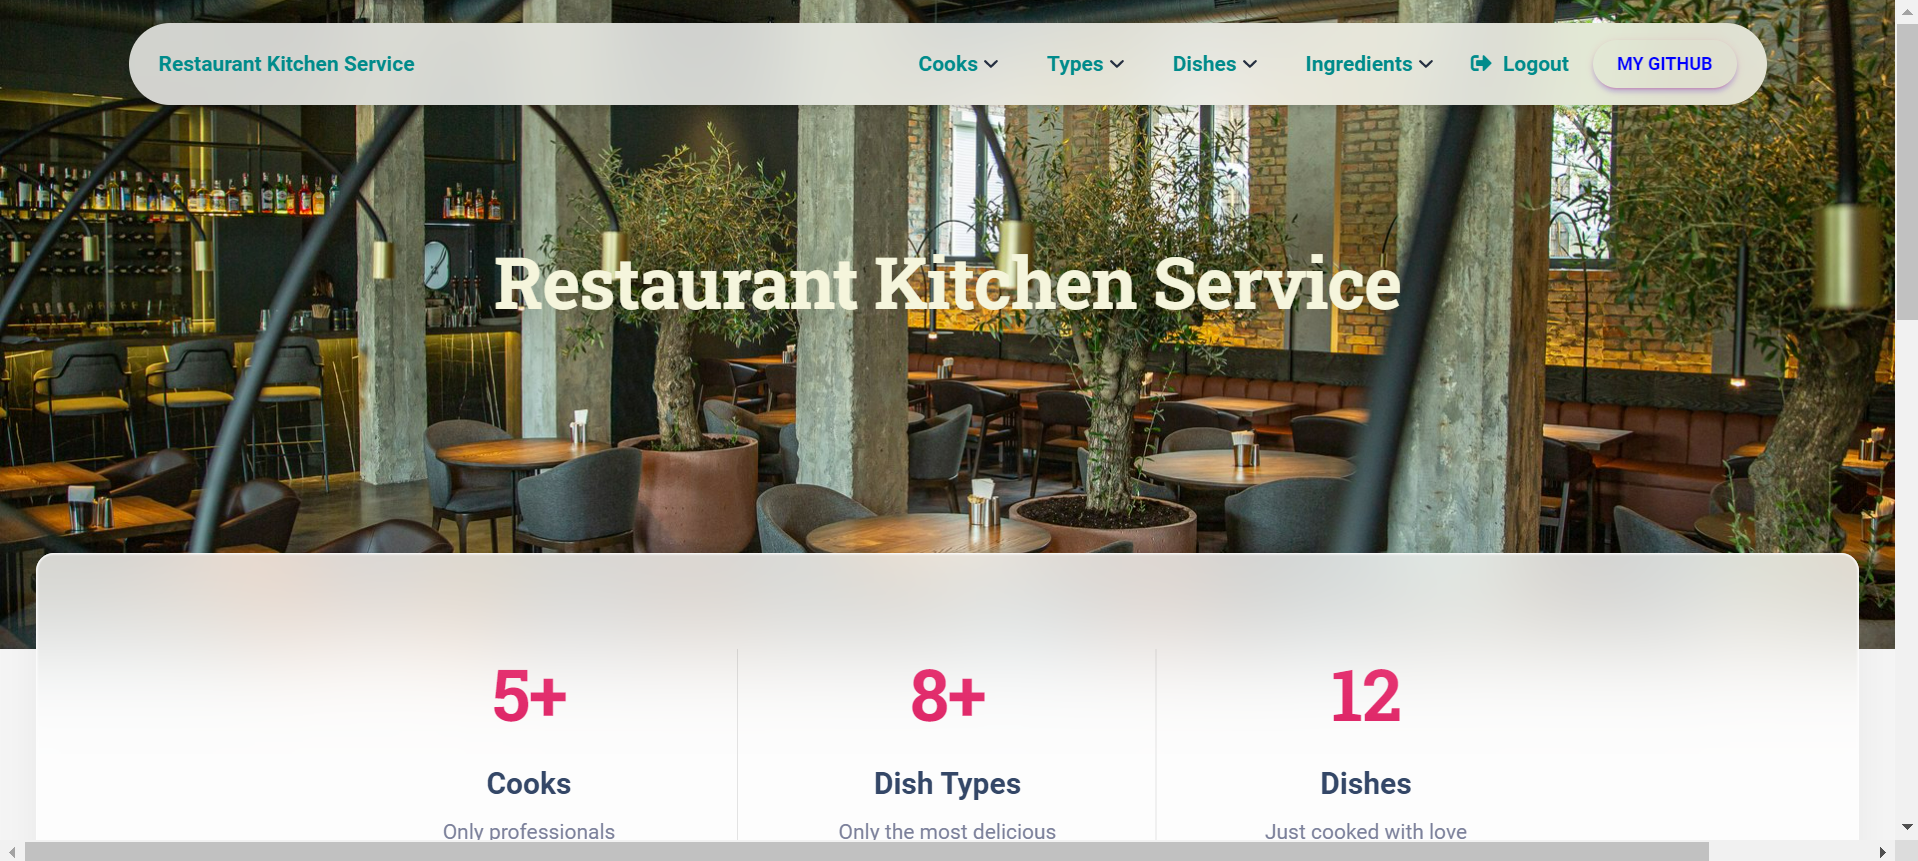 Restaurant Kitchen Service
Cooks Types Dishes Ingredients Logout MY GITHUB
Restaurant Kitchen Service
5+ 8+ 12
Cooks Dish Types Dishes
Only professionals Only the most delicious Just cooked with love